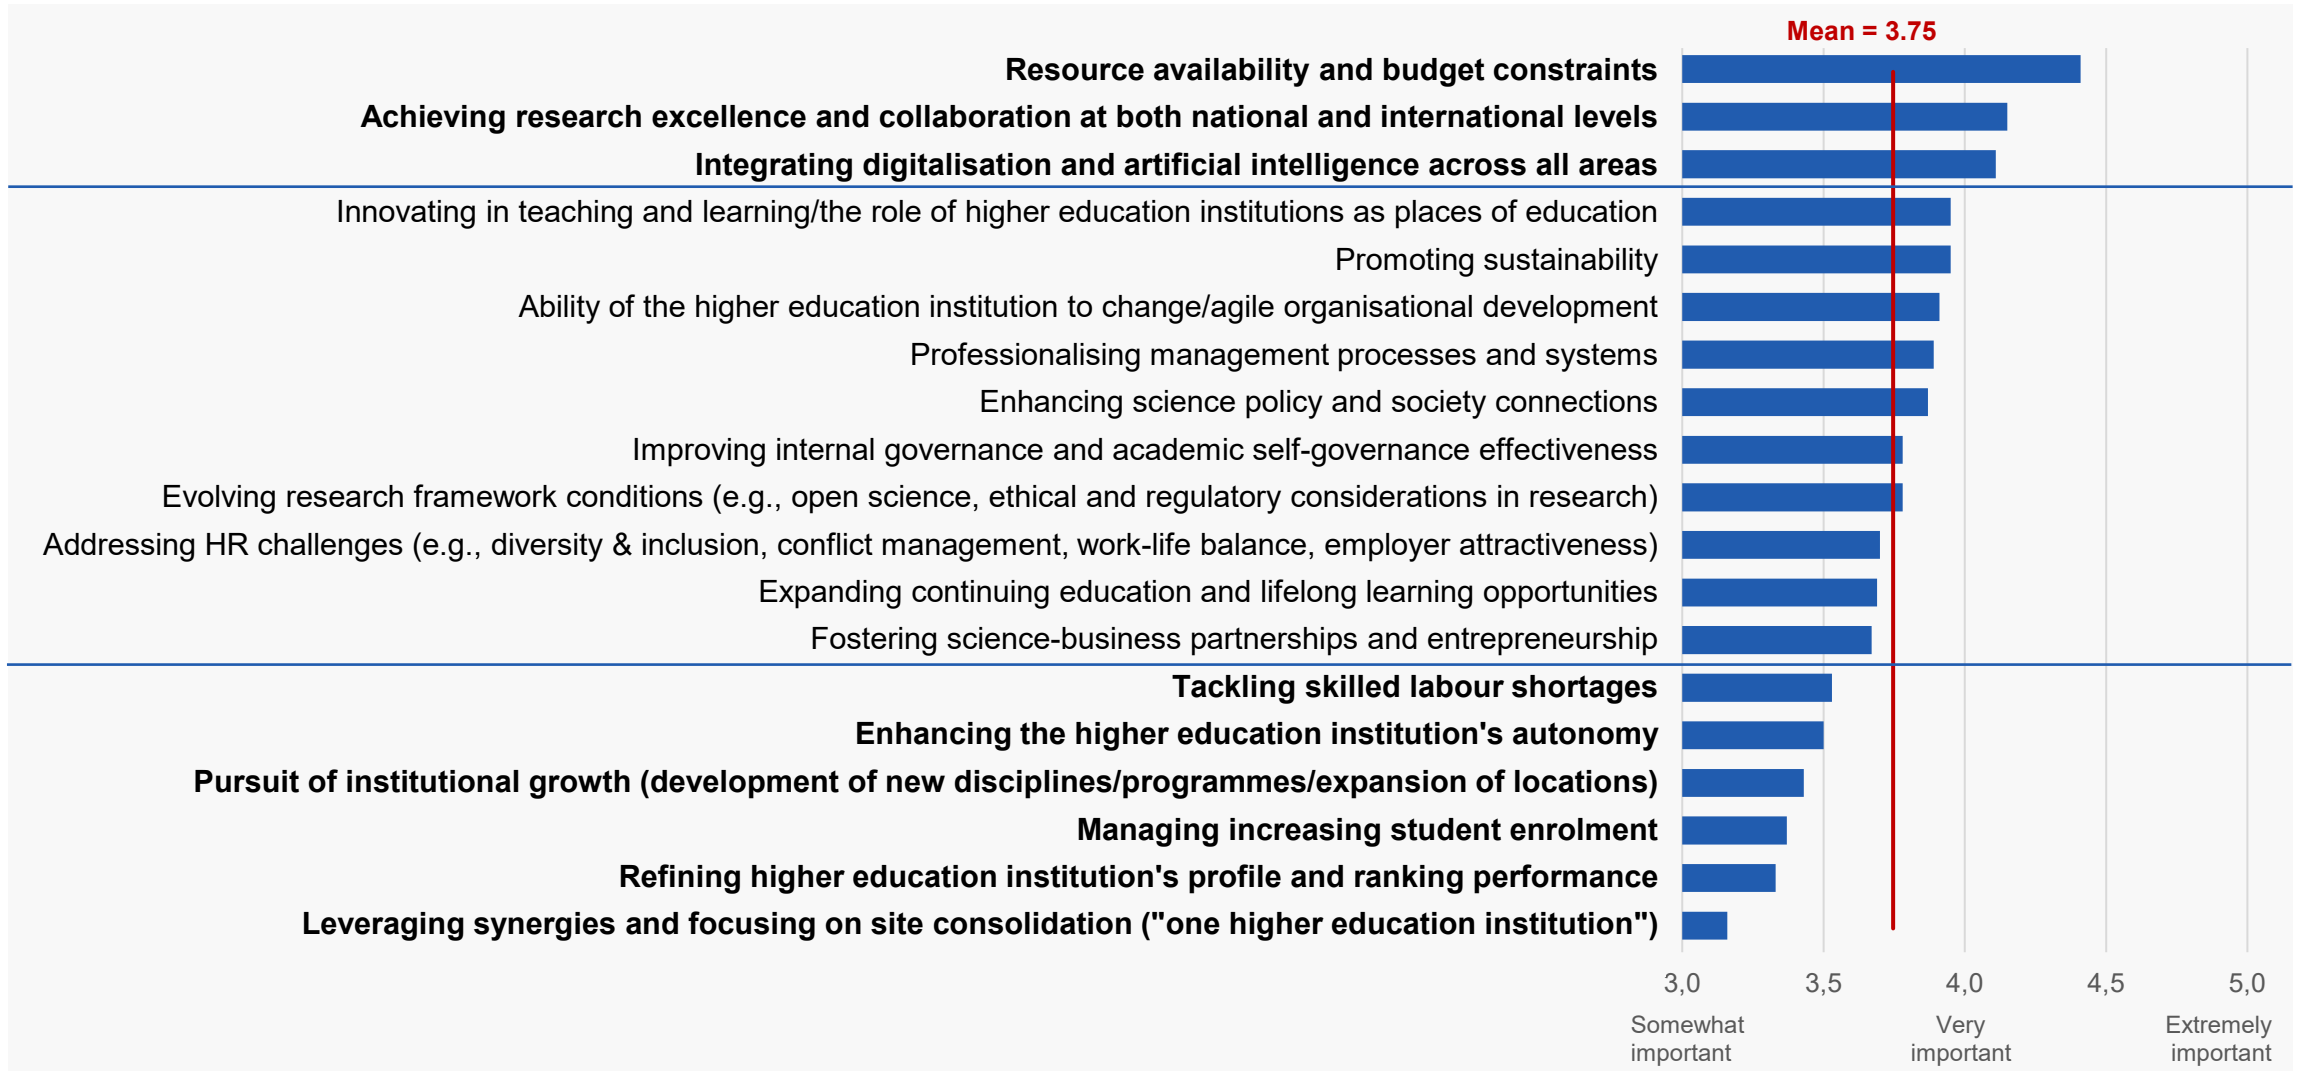 Mean = 3.75
Resource availability and budget constraints
Achieving research excellence and collaboration at both national and international levels
Integrating digitalisation and artificial intelligence across all areas
Innovating in teaching and learning/the role of higher education institutions as places of education
Promoting sustainability
Ability of the higher education institution to change/agile organisational development
Professionalising management processes and systems
Enhancing science policy and society connections
Improving internal governance and academic self-governance effectiveness
Evolving research framework conditions (e.g., open science, ethical and regulatory considerations in research)
Addressing HR challenges (e.g., diversity & inclusion, conflict management, work-life balance, employer attractiveness)
Expanding continuing education and lifelong learning opportunities
Fostering science-business partnerships and entrepreneurship
Tackling skilled labour shortages
Enhancing the higher education institution's autonomy
Pursuit of institutional growth (development of new disciplines/programmes/expansion of locations)
Managing increasing student enrolment
Refining higher education institution's profile and ranking performance
Leveraging synergies and focusing on site consolidation ("one higher education institution")
3,0 3,5 4,0 4,5 5,0
Somewhat Very Extremely
important important important